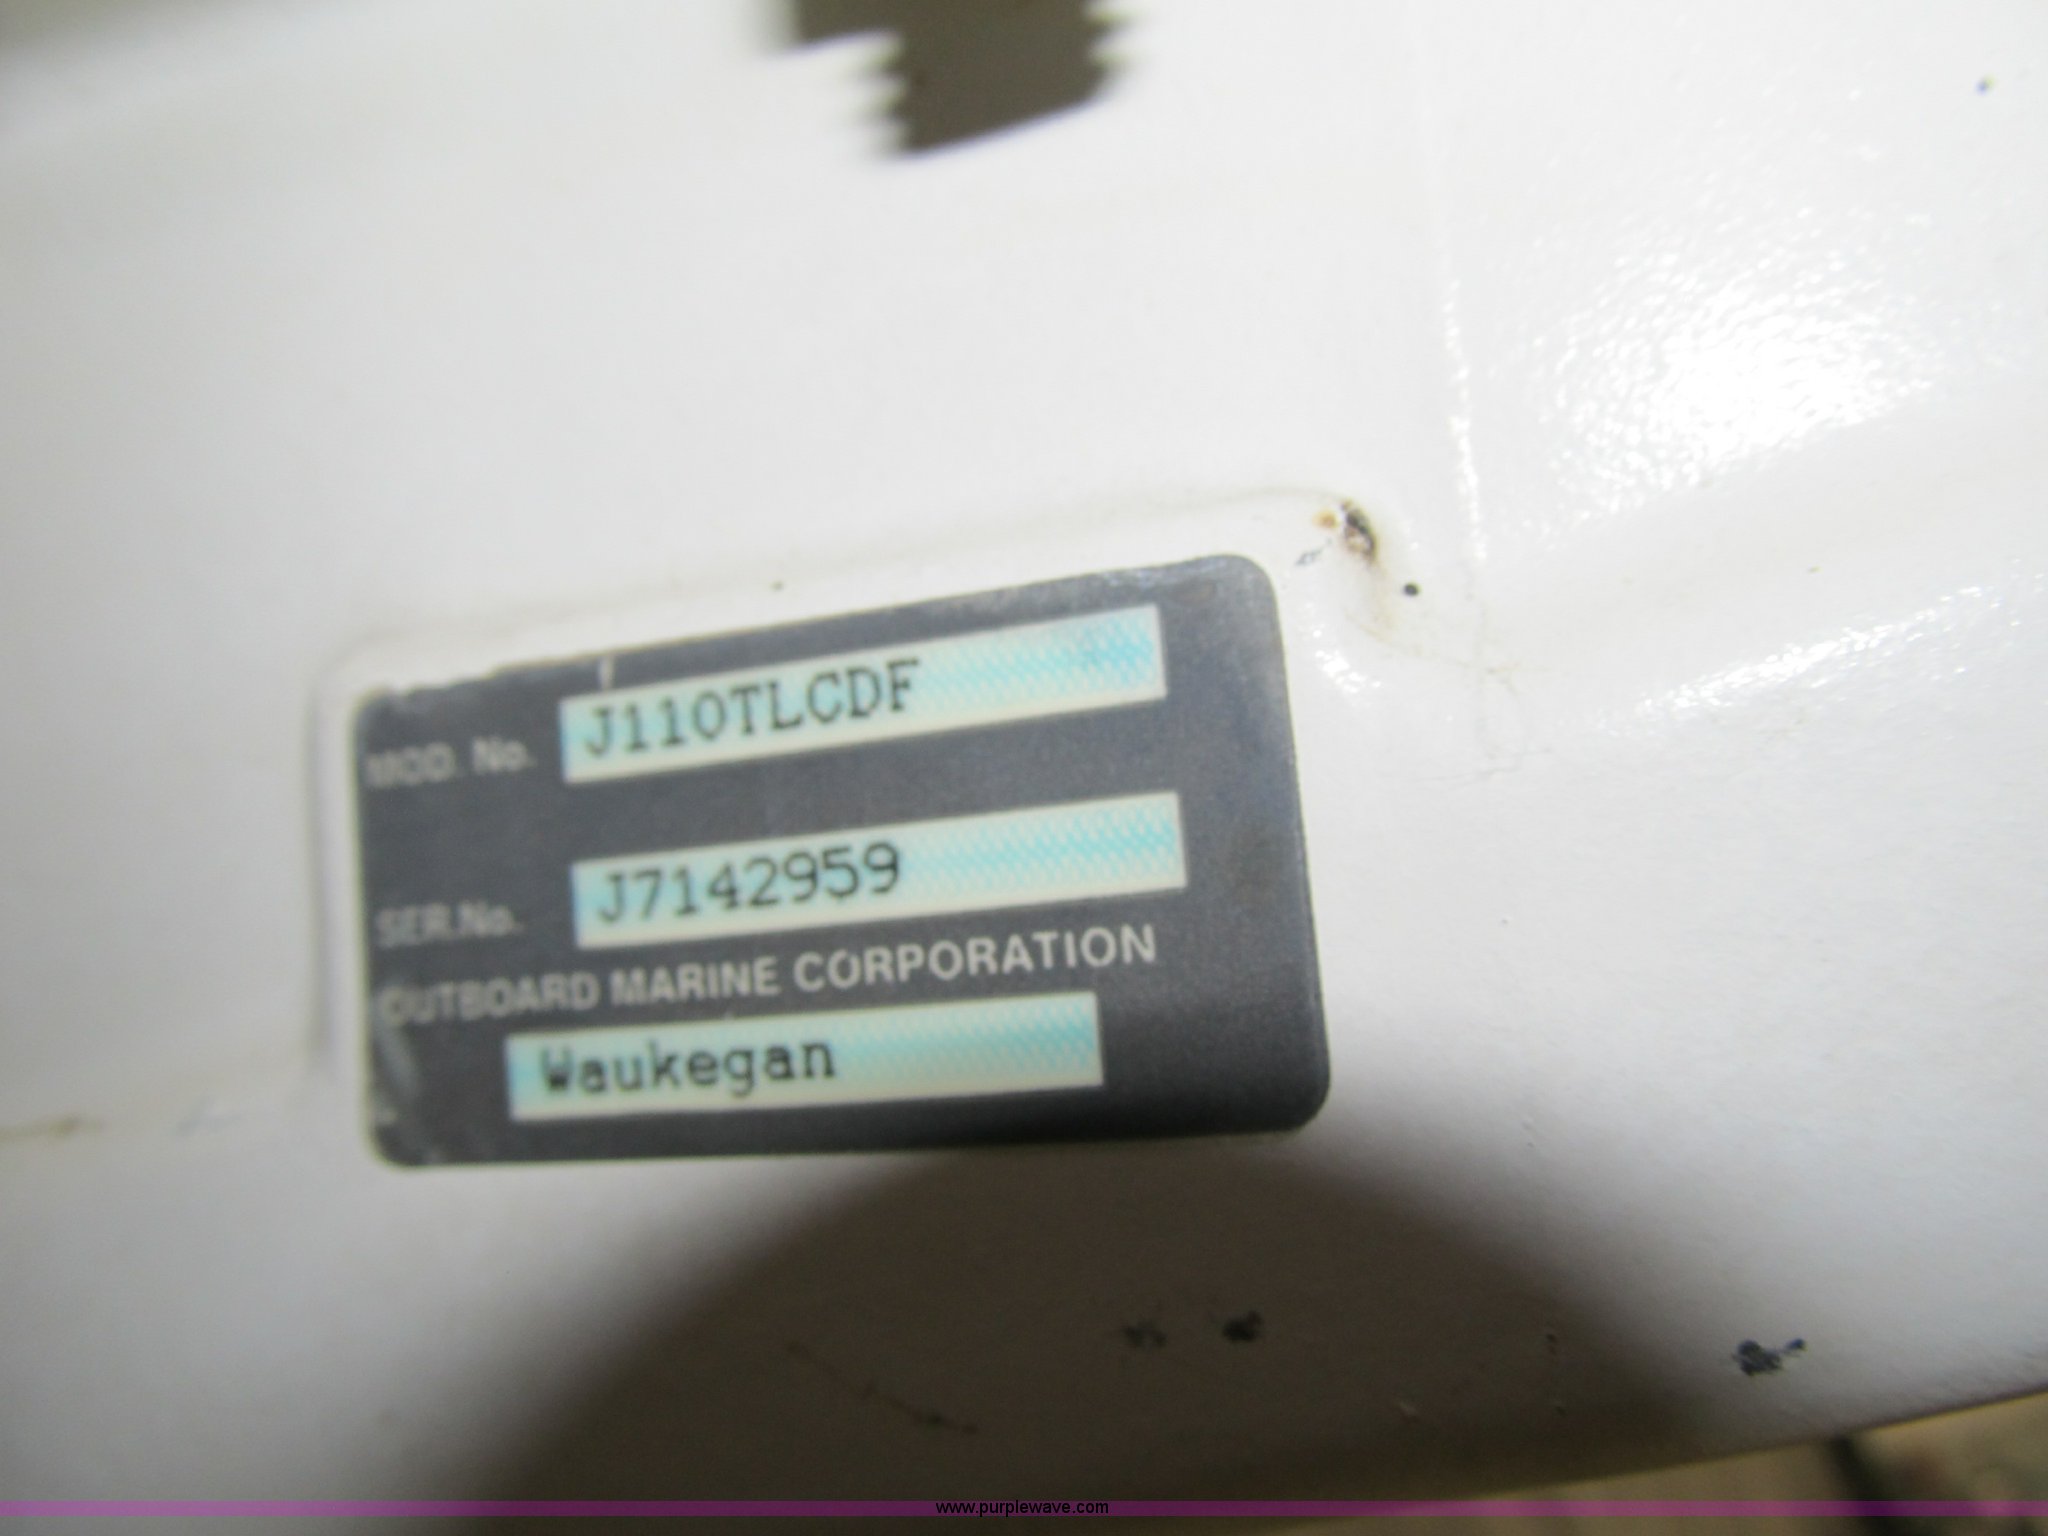 MOD. No. J110TLCDF
SER.No. J7142959
OUTBOARD MARINE CORPORATION
Waukegan
www.purplewave.com